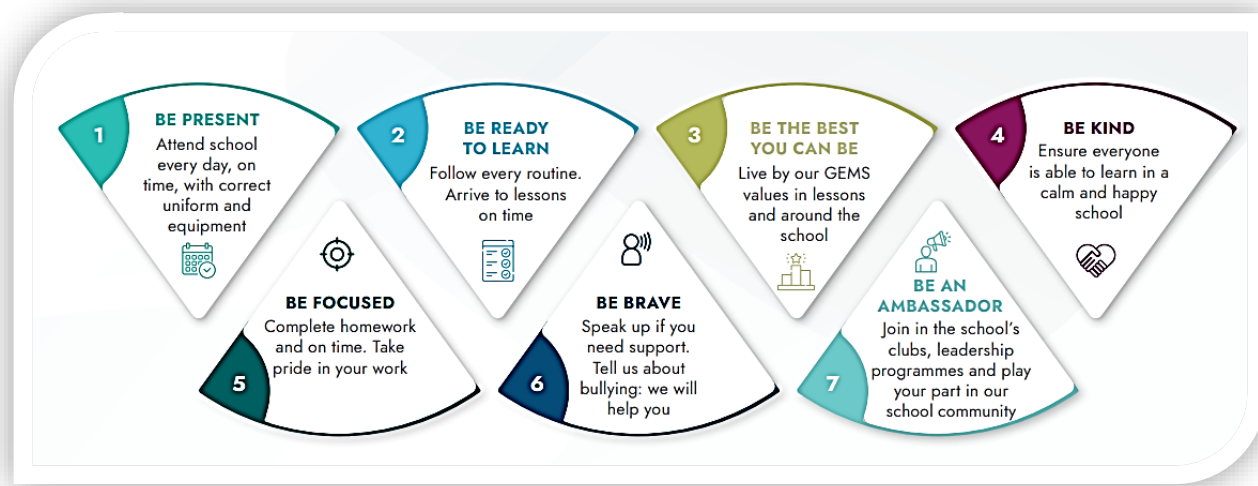 1
BE PRESENT
Attend school
every day, on
time, with correct
uniform and
equipment
2
BE READY
TO LEARN
Follow every routine.
Arrive to lessons
on time
3
BE THE BEST
YOU CAN BE
Live by our GEMS
values in lessons
and around the
school
4
BE KIND
Ensure everyone
is able to learn in a
calm and happy
school
5
BE FOCUSED
Complete homework
and on time. Take
pride in your work
6
BE BRAVE
Speak up if you
need support.
Tell us about
bullying: we will
help you
7
BE AN
AMBASSADOR
Join in the school's
clubs, leadership
programmes and play
your part in our
school community